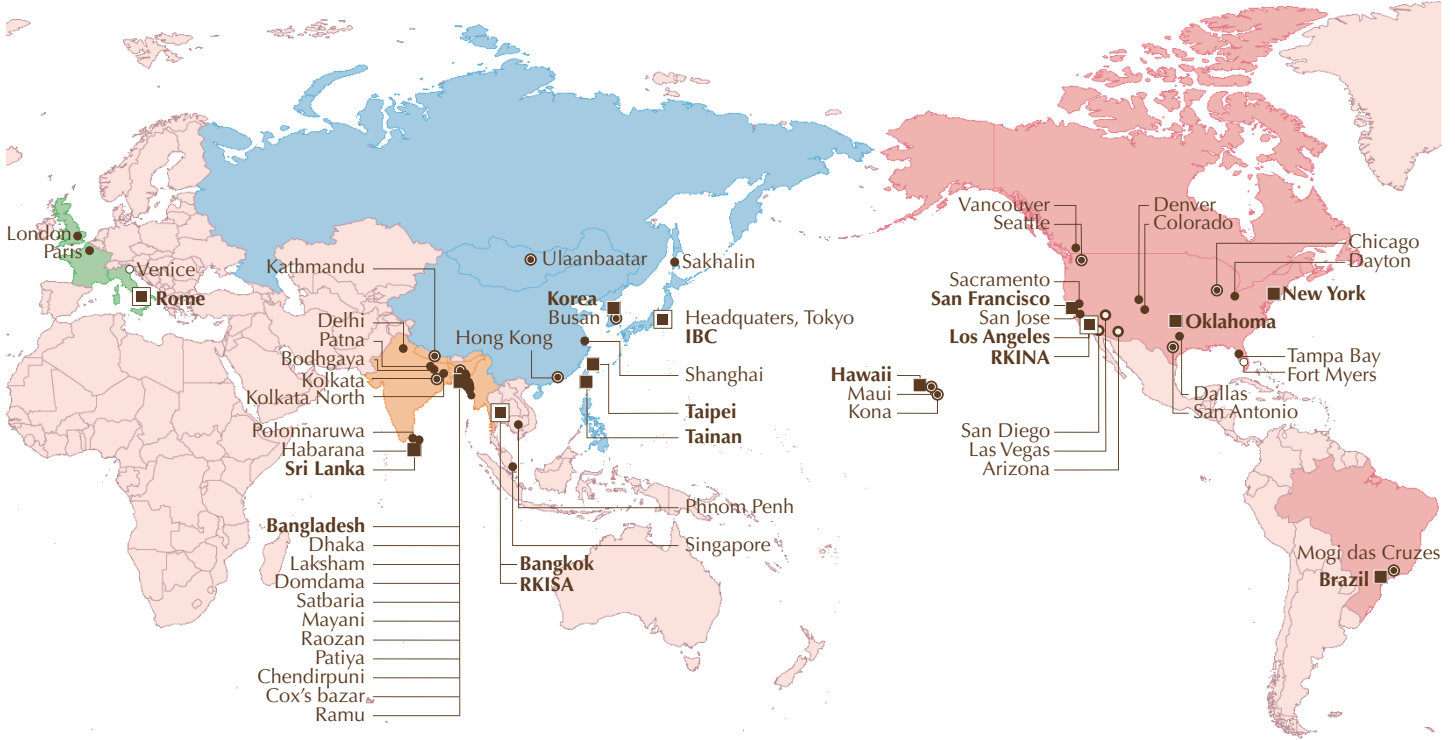 London
Paris
Venice
Rome
Kathmandu
Delhi
Patna
Bodhgaya
Kolkata
Kolkata North
Polonnaruwa
Habarana
Sri Lanka
Bangladesh
Dhaka
Laksham
Domdama
Satbaria
Mayani
Raozan
Patiya
Chendirpuni
Cox's bazar
Ramu
Ulaanbaatar
Sakhalin
Korea
Busan
Headquaters, Tokyo
IBC
Hong Kong
Shanghai
Taipei
Tainan
Phnom Penh
Singapore
Bangkok
RKISA
Hawaii
Maui
Kona
Vancouver
Seattle
Denver
Colorado
Chicago
Dayton
Sacramento
San Francisco
San Jose
Los Angeles
RKINA
New York
Oklahoma
Tampa Bay
Fort Myers
Dallas
San Antonio
San Diego
Las Vegas
Arizona
Mogi das Cruzes
Brazil